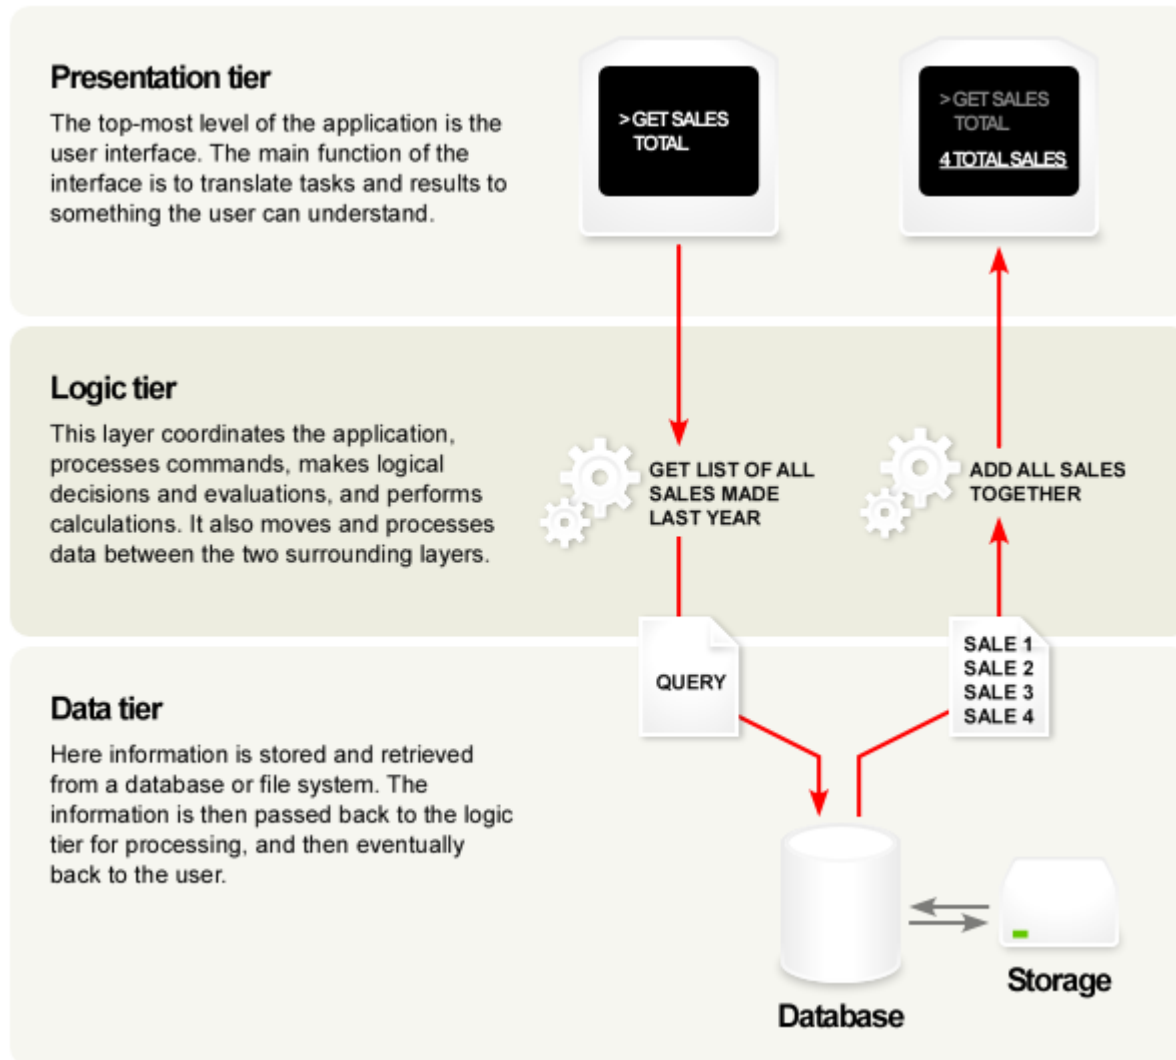 Presentation tier
The top-most level of the application is the
user interface. The main function of the
interface is to translate tasks and results to
something the user can understand.
>GET SALES
TOTAL
>GET SALES
TOTAL
4 TOTAL SALES
Logic tier
This layer coordinates the application,
processes commands, makes logical
decisions and evaluations, and performs
calculations. It also moves and processes
data between the two surrounding layers.
GET LIST OF ALL
SALES MADE
LAST YEAR
ADD ALL SALES
TOGETHER
QUERY
SALE 1
SALE 2
SALE 3
SALE 4
Data tier
Here information is stored and retrieved
from a database or file system. The
information is then passed back to the logic
tier for processing, and then eventually
back to the user.
Database
Storage